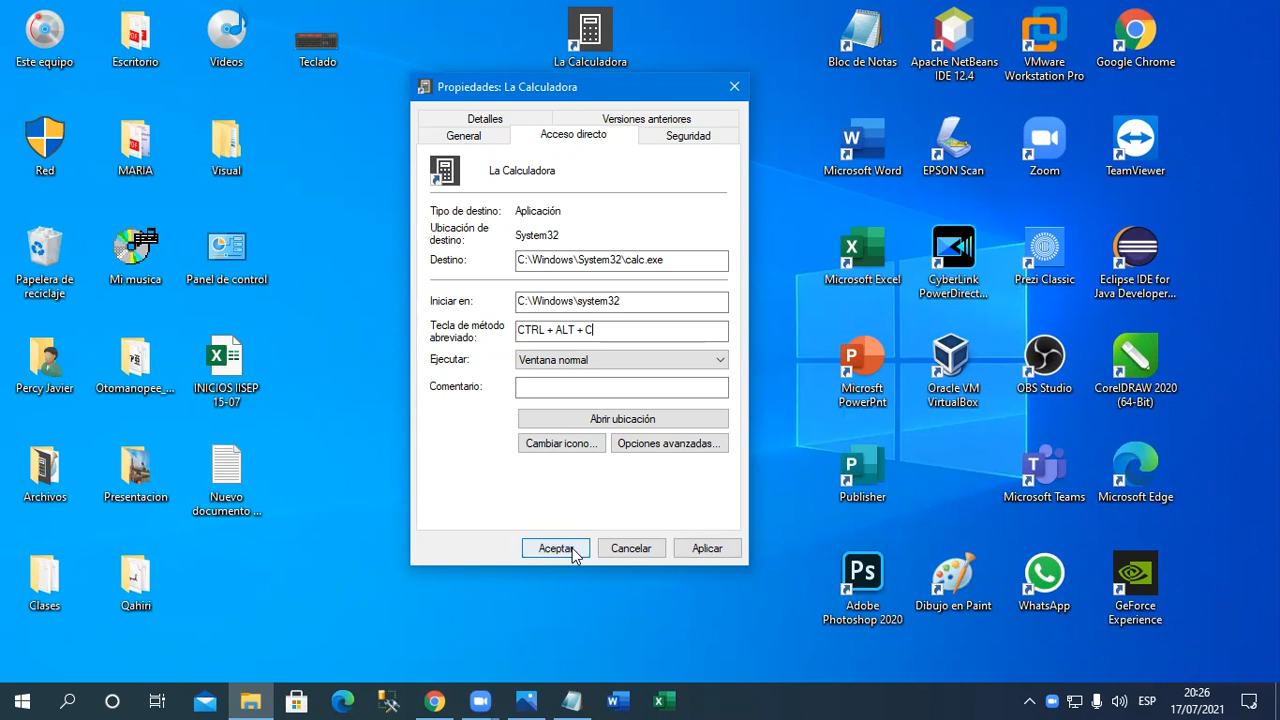 Este equipo
Escritorio
Videos
Teclado
La Calculadora
Bloc de Notas
Apache NetBeans
IDE 12.4
VMware
Workstation Pro
Google Chrome
Propiedades: La Calculadora
Detalles
Versiones anteriores
General
Acceso directo
Seguridad
La Calculadora
Tipo de destino:
Aplicación
Ubicación de
destino:
System32
Destino:
C:\Windows\System32\calc.exe
Iniciar en:
C:\Windows\system32
Tecla de método
abreviado:
CTRL + ALT + C
Ejecutar:
Ventana normal
Comentario:
Abrir ubicación
Cambiar icono...
Opciones avanzadas...
Aceptar
Cancelar
Aplicar
Red
MARIA
Visual
Microsoft Word
EPSON Scan
Zoom
TeamViewer
Papelera de
reciclaje
Mi musica
Panel de control
Microsoft Excel
CyberLink
PowerDirect...
Prezi Classic
Eclipse IDE for
Java Developer...
Percy Javier
Otomanopee_...
INICIOS IISEP
15-07
Microsft
PowerPnt
Oracle VM
VirtualBox
OBS Studio
CorelDRAW 2020
(64-Bit)
Archivos
Presentacion
Nuevo
documento ...
Publisher
Microsoft Teams
Microsoft Edge
Clases
Qahiri
Ps
Adobe
Photoshop 2020
Dibujo en Paint
WhatsApp
GeForce
Experience
ESP
20:26
17/07/2021